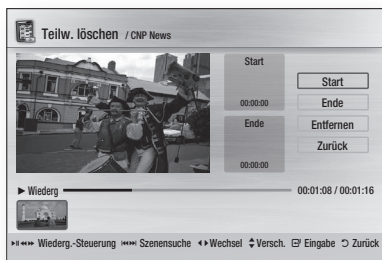 Teilw. löschen / CNP News
Start
00:00:00
Ende
00:00:00
Start
Ende
Entfernen
Zurück
► Wiederg 00:01:08 / 00:01:16
Wiederg.-Steuerung Szenensuche Wechsel Versch. Eingabe Zurück